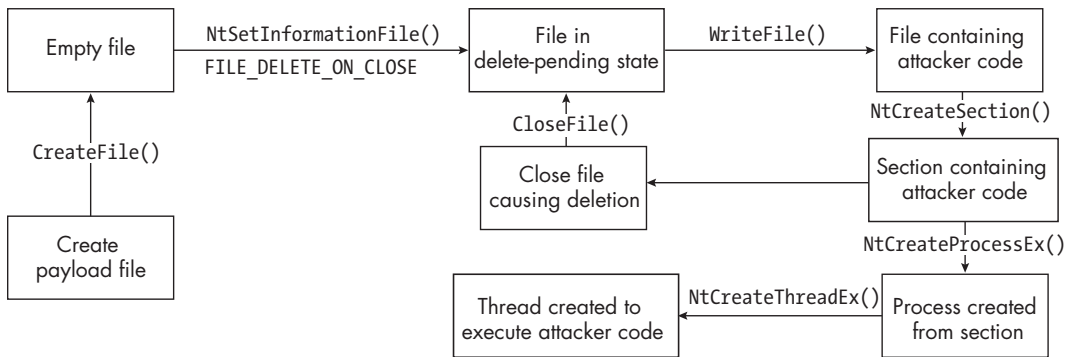 Empty file
NtSetInformationFile()
FILE_DELETE_ON_CLOSE
File in
delete-pending state
WriteFile()
File containing
attacker code
CreateFile()
CloseFile()
NtCreateSection()
Close file
causing deletion
Section containing
attacker code
Create
payload file
NtCreateProcessEx()
Thread created to
execute attacker code
NtCreateThreadEx()
Process created
from section